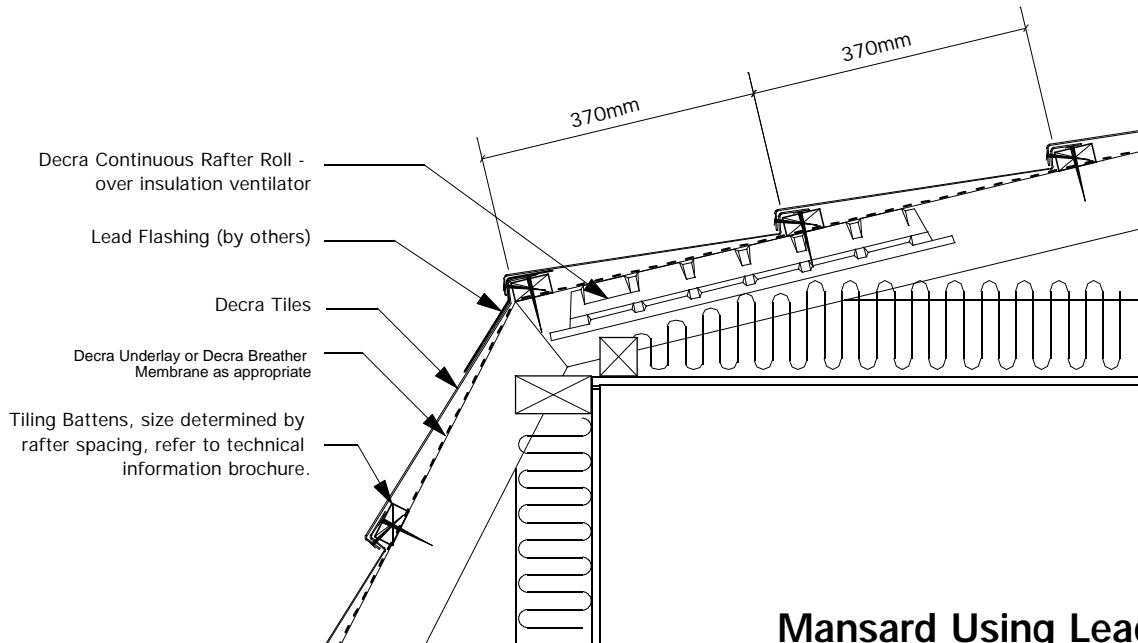 370mm
370mm
Decra Continuous Rafter Roll -
over insulation ventilator
Lead Flashing (by others)
Decra Tiles
Decra Underlay or Decra Breather
Membrane as appropriate
Tiling Battens, size determined by
rafter spacing, refer to technical
information brochure.
Mansard Using Lead